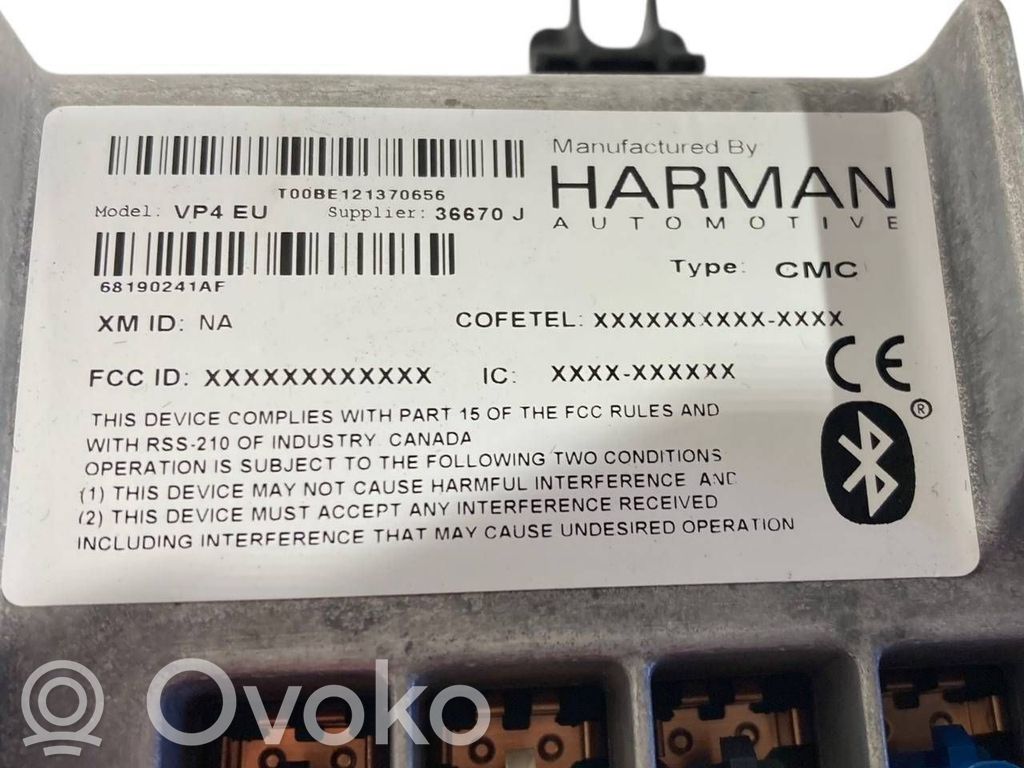 Manufactured By
HARMAN
AUTOMOTIVE
T00BE121370656
Model: VP4 EU Supplier: 36670 J
68190241AF
Type: CMC
XM ID: NA COFETEL: XXXXXXXXXX-XXXX
FCC ID: XXXXXXXXXXXX IC: XXXX-XXXXXX
CE
THIS DEVICE COMPLIES WITH PART 15 OF THE FCC RULES AND
WITH RSS-210 OF INDUSTRY CANADA
OPERATION IS SUBJECT TO THE FOLLOWING TWO CONDITIONS
(1) THIS DEVICE MAY NOT CAUSE HARMFUL INTERFERENCE AND
(2) THIS DEVICE MUST ACCEPT ANY INTERFERENCE RECEIVED
INCLUDING INTERFERENCE THAT MAY CAUSE UNDESIRED OPERATION
®
Ovoko